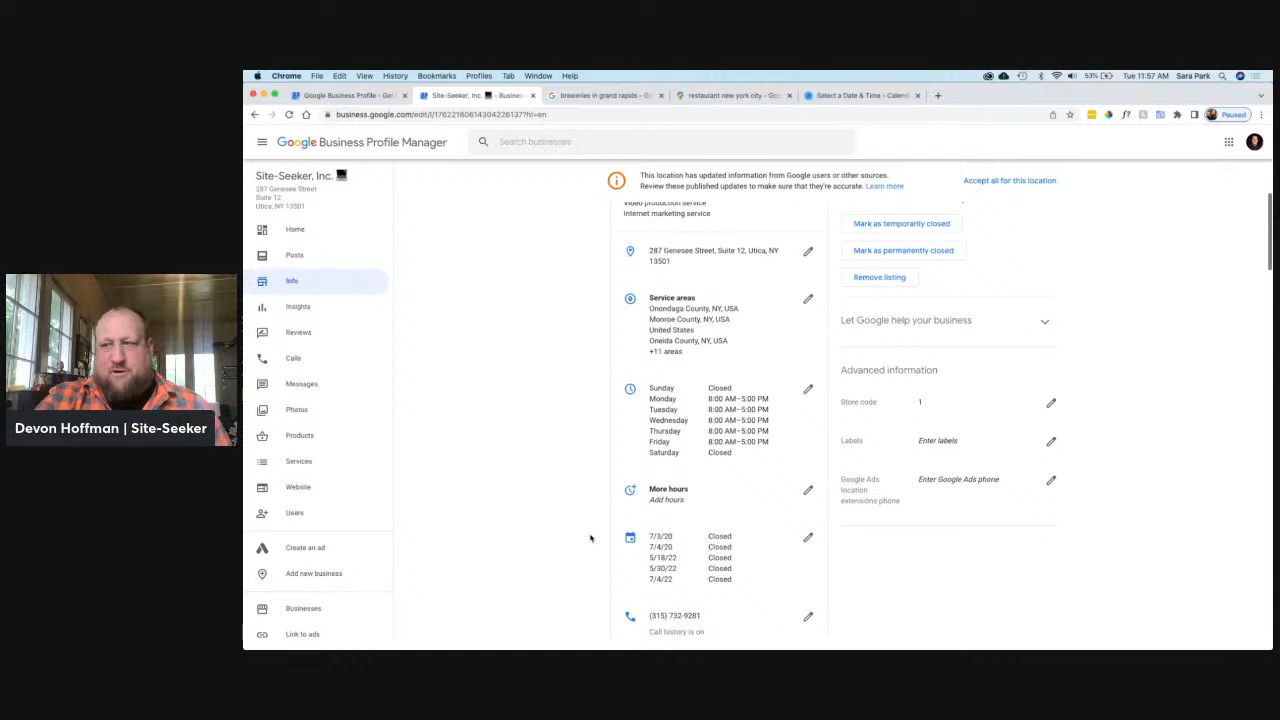 Chrome File Edit View History Bookmarks Profiles Tab Window Help
53% Tue 11:57 AM Sara Park
Google Business Profile - Get
Site-Seeker, Inc. - Busines
breweries in grand rapids - G
restaurant new york city - Goo
Select a Date & Time - Calend
business.google.com/edit/l/17622180614304226137?hl=en
Paused
Google Business Profile Manager
Search businesses...
Site-Seeker, Inc.
287 Genesee Street
Suite 12
Utica, NY 13501
Home
Posts
Info
Insights
Reviews
Calls
Messages
Photos
Products
Services
Website
Users
Create an ad
Add new business
Businesses
Link to ads
This location has updated information from Google users or other sources.
Review these published updates to make sure that they're accurate. Learn more
Accept all for this location
Video production service
Internet marketing service
287 Genesee Street, Suite 12, Utica, NY
13501
Service areas
Onondaga County, NY, USA
Monroe County, NY, USA
United States
Oneida County, NY, USA
+11 areas
Sunday Closed
Monday 8:00 AM–5:00 PM
Tuesday 8:00 AM–5:00 PM
Wednesday 8:00 AM–5:00 PM
Thursday 8:00 AM–5:00 PM
Friday 8:00 AM–5:00 PM
Saturday Closed
More hours
Add hours
7/3/20 Closed
7/4/20 Closed
5/18/22 Closed
5/30/22 Closed
7/4/22 Closed
(315) 732-9281
Call history is on
Mark as temporarily closed
Mark as permanently closed
Remove listing
Let Google help your business
Advanced information
Store code 1
Labels Enter labels
Google Ads Enter Google Ads phone
location
extensions phone
Devon Hoffman | Site-Seeker